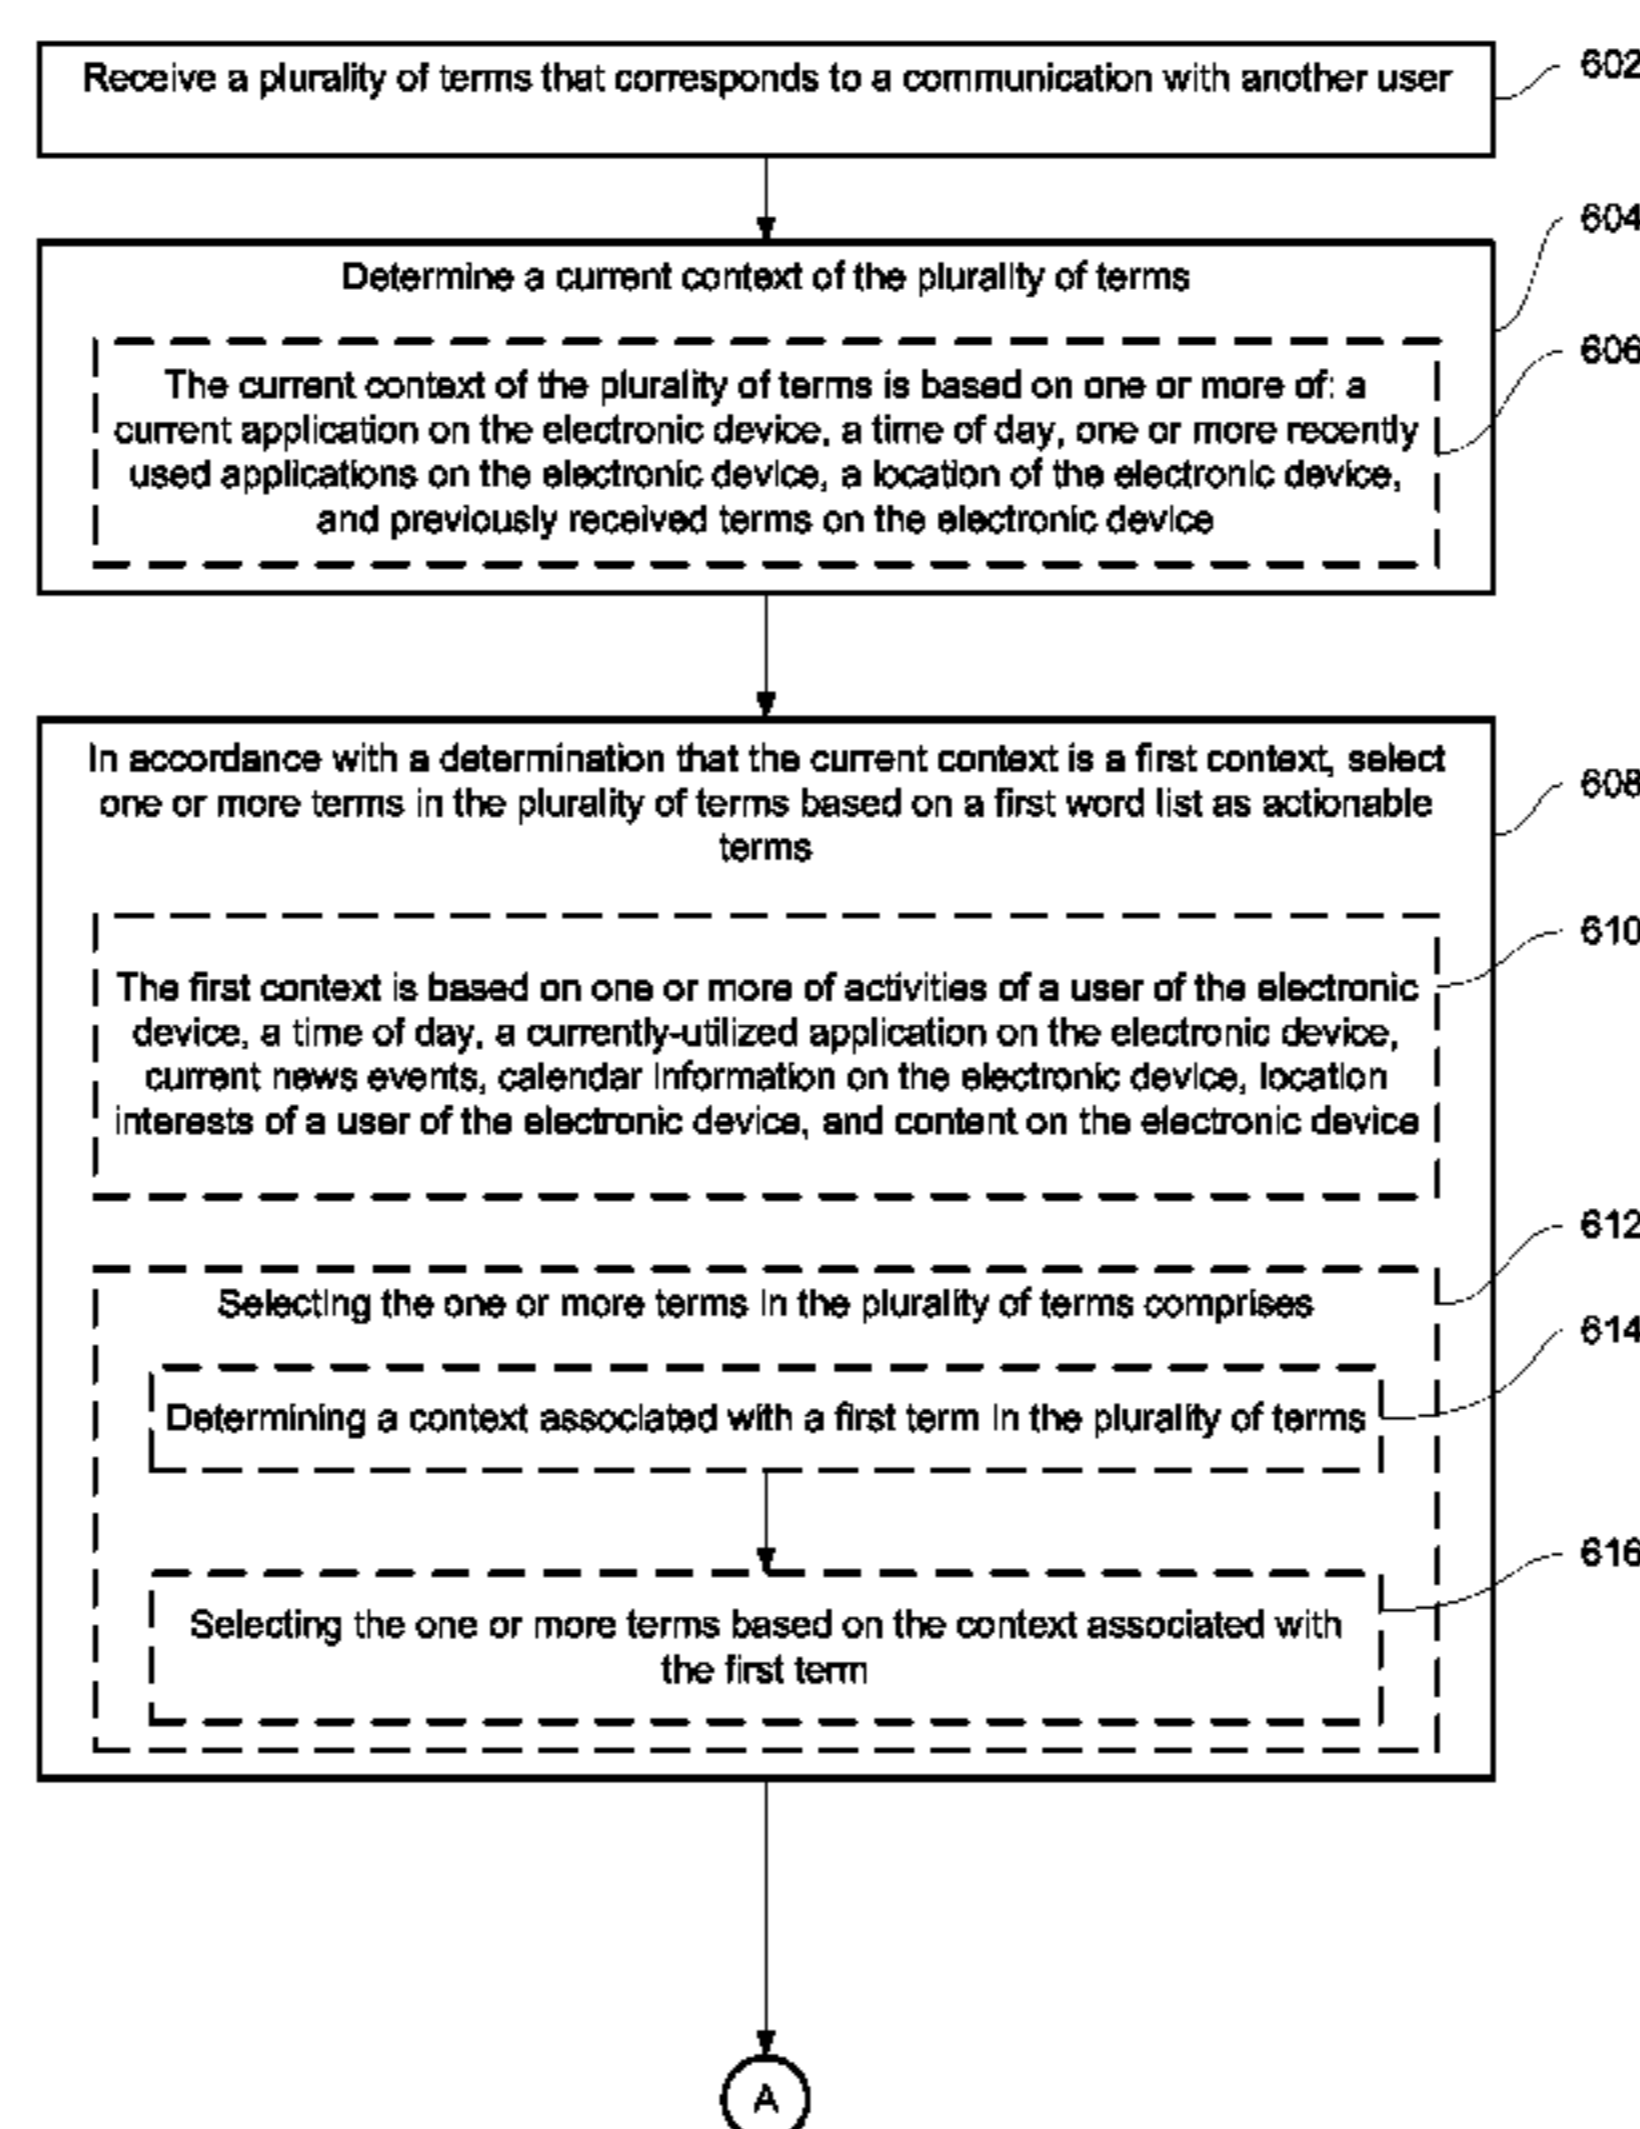 Receive a plurality of terms that corresponds to a communication with another user
602
604
Determine a current context of the plurality of terms
606
The current context of the plurality of terms is based on one or more of: a
current application on the electronic device, a time of day, one or more recently
used applications on the electronic device, a location of the electronic device,
and previously received terms on the electronic device
In accordance with a determination that the current context is a first context, select
608
one or more terms in the plurality of terms based on a first word list as actionable
terms
610
The first context is based on one or more of activities of a user of the electronic
device, a time of day, a currently-utilized application on the electronic device,
current news events, calendar information on the electronic device, location
interests of a user of the electronic device, and content on the electronic device
612
Selecting the one or more terms in the plurality of terms comprises
614
Determining a context associated with a first term in the plurality of terms
616
Selecting the one or more terms based on the context associated with
the first term
A